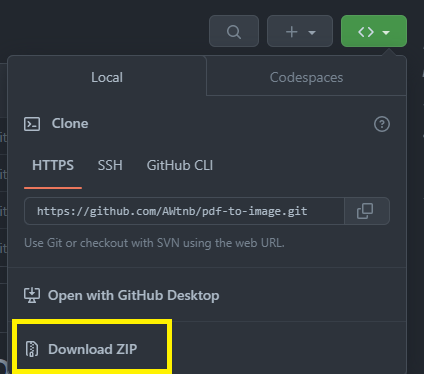 Local
Codespaces
Clone
HTTPS
SSH
GitHub CLI
https://github.com/AWtnb/pdf-to-image.git
Use Git or checkout with SVN using the web URL.
Open with GitHub Desktop
Download ZIP